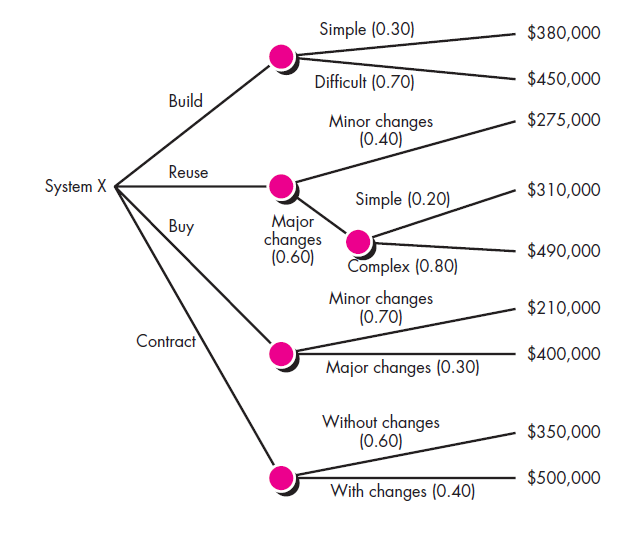 Simple (0.30)
$380,000
Difficult (0.70)
$450,000
Build
Minor changes
(0.40)
$275,000
Reuse
System X
Simple (0.20)
$310,000
Buy
Major
changes
(0.60)
$490,000
Complex (0.80)
Minor changes
(0.70)
$210,000
Contract
$400,000
Major changes (0.30)
Without changes
(0.60)
$350,000
$500,000
With changes (0.40)